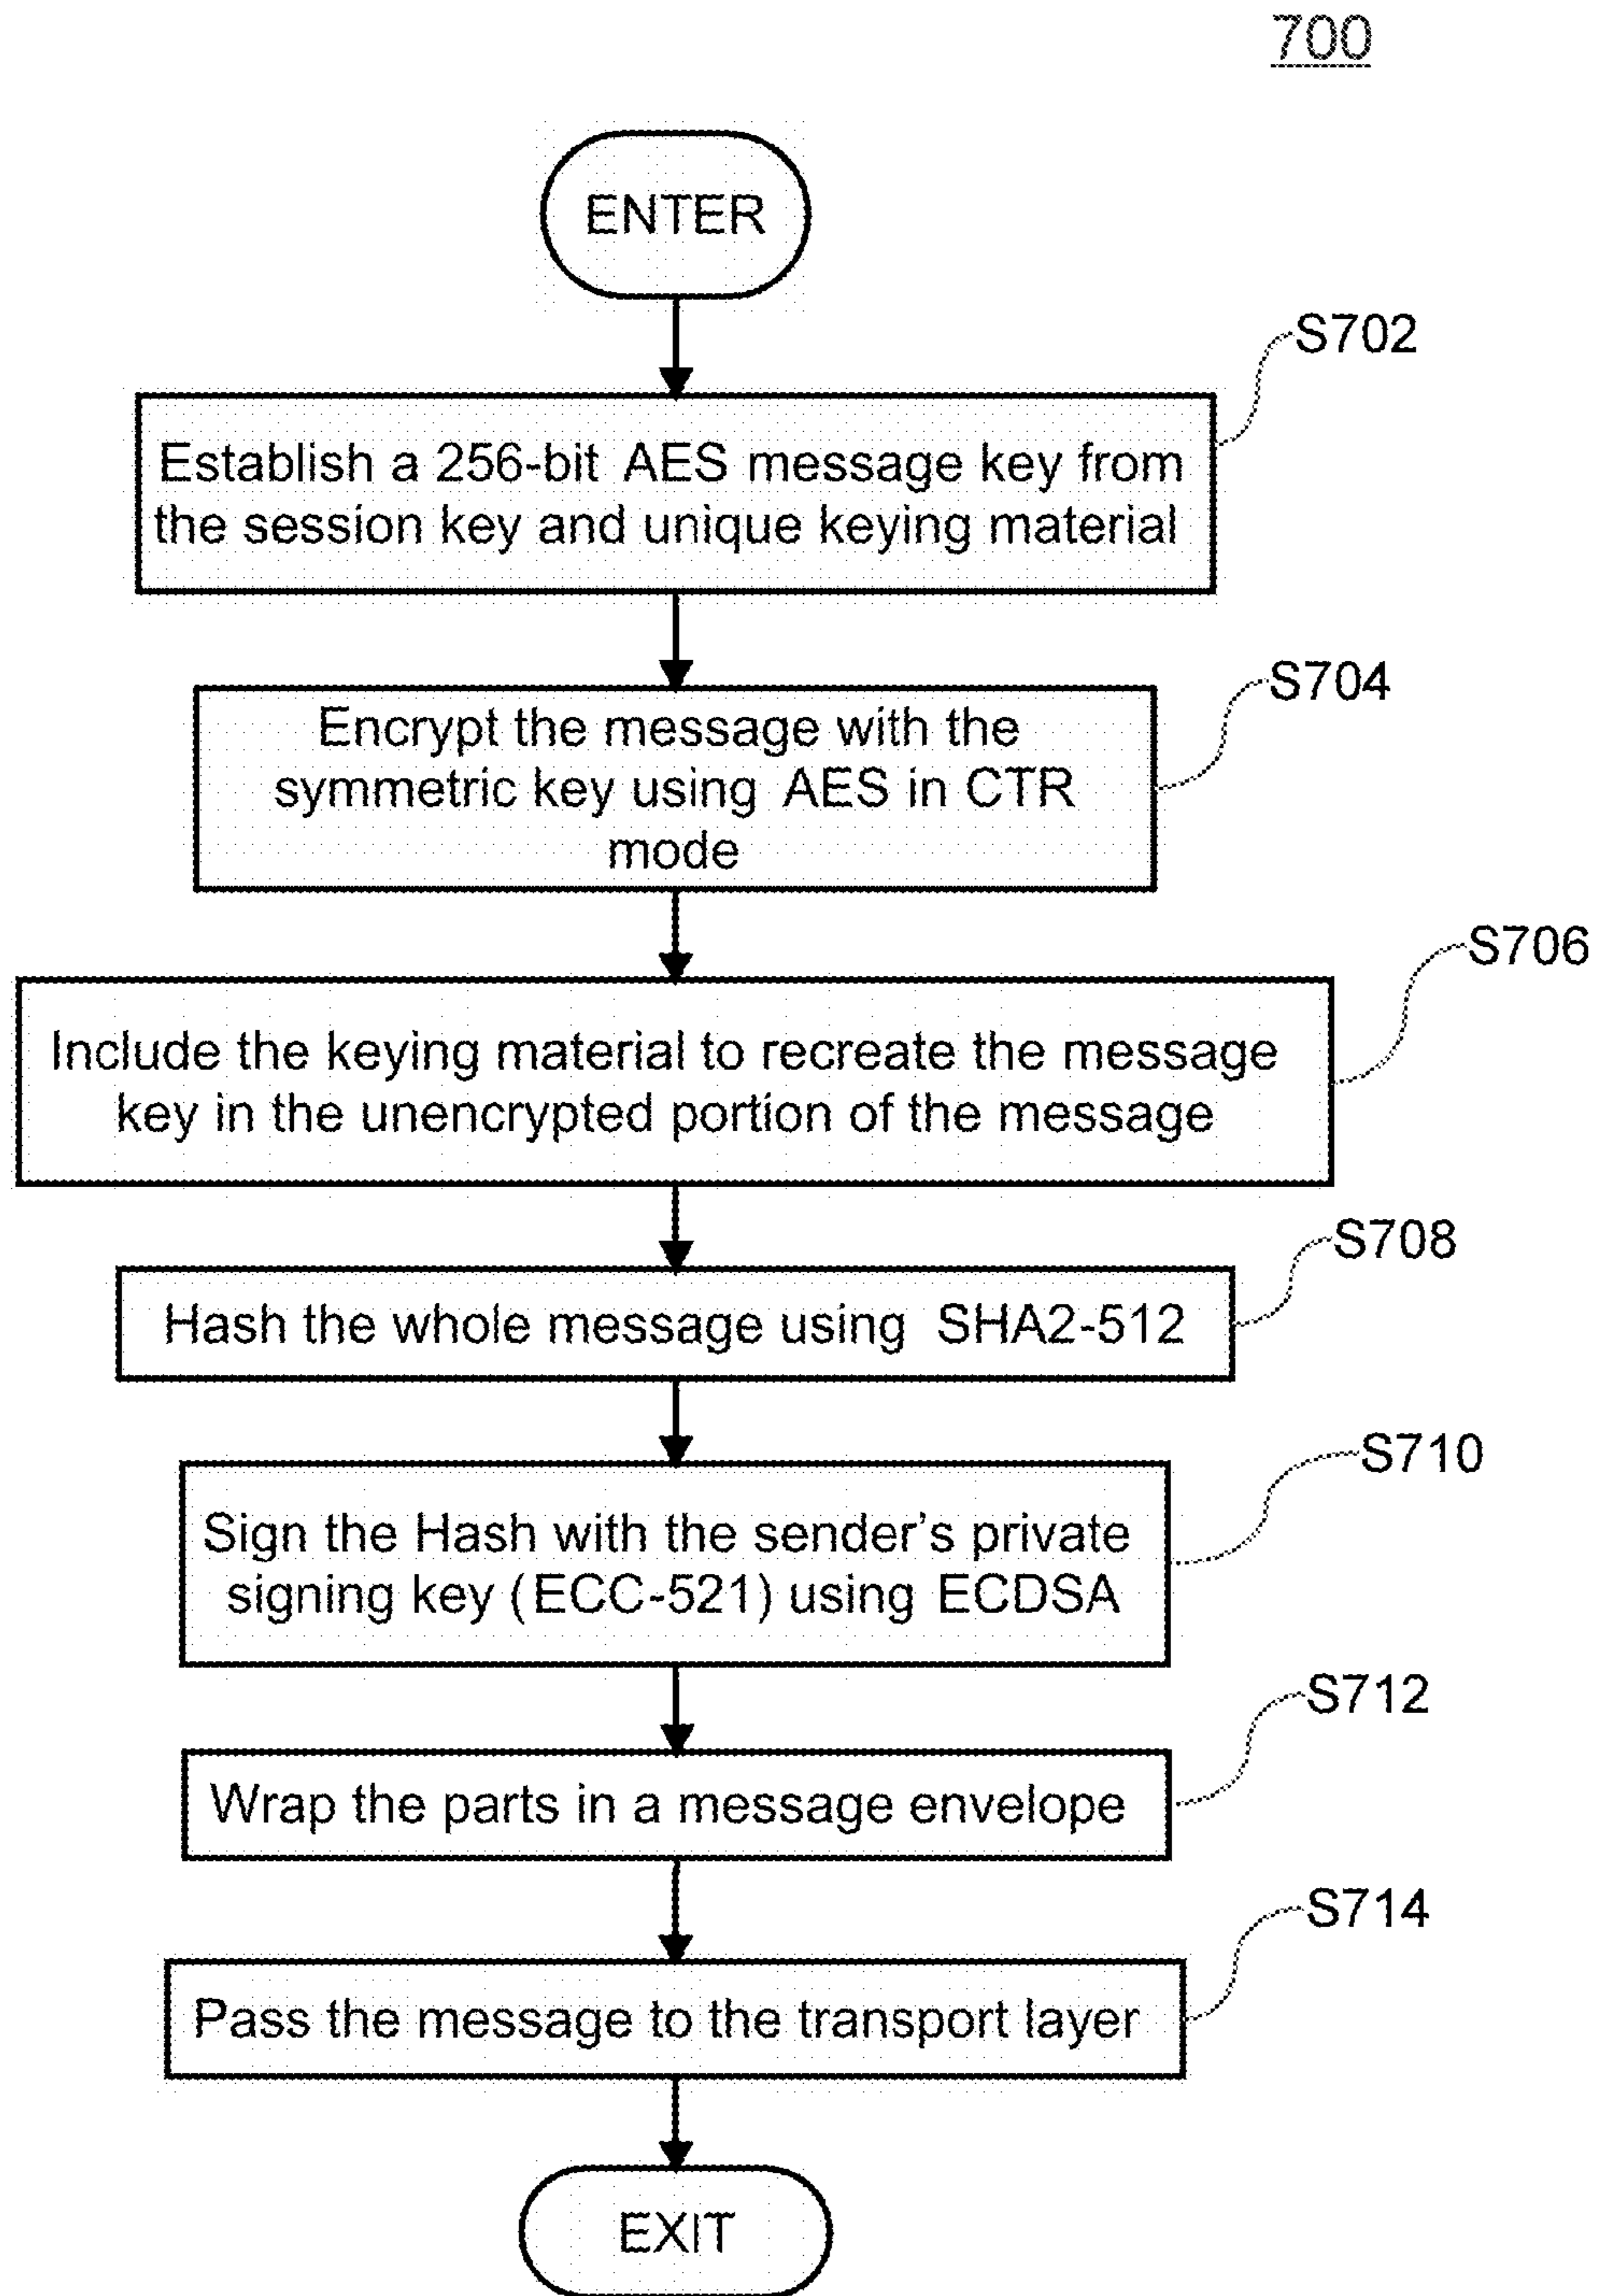 700
ENTER
S702
Establish a 256-bit AES message key from
the session key and unique keying material
S704
Encrypt the message with the
symmetric key using AES in CTR
mode
S706
Include the keying material to recreate the message
key in the unencrypted portion of the message
S708
Hash the whole message using SHA2-512
S710
Sign the Hash with the sender's private
signing key (ECC-521) using ECDSA
S712
Wrap the parts in a message envelope
S714
Pass the message to the transport layer
EXIT